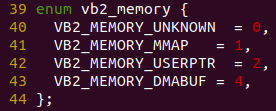 39 enum vb2_memory {
40     VB2_MEMORY_UNKNOWN  = 0,
41     VB2_MEMORY_MMAP     = 1,
42     VB2_MEMORY_USERPTR  = 2,
43     VB2_MEMORY_DMABUF   = 4,
44 };